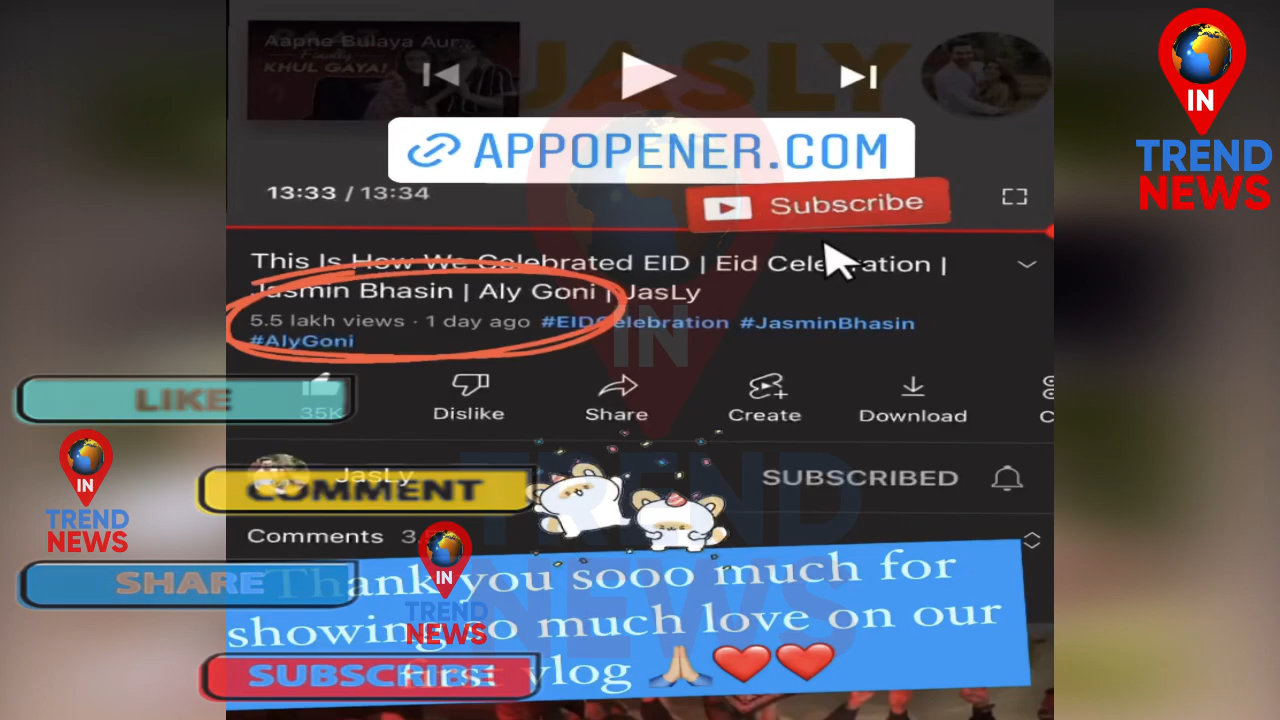 Aapne Bulaya Aur...
KHUL GAYA!
JASLY
APPOPENER.COM
13:33 / 13:34
Subscribe
This Is How We Celebrated EID | Eid Celebration |
Jasmin Bhasin | Aly Goni | JasLy
5.5 lakh views · 1 day ago #EIDCelebration #JasminBhasin
#AlyGoni
35K
Dislike
Share
Create
Download
JasLy
SUBSCRIBED
Comments
Thank you sooo much for
showing so much love on our
first vlog 🙏🏼❤️❤️
LIKE
COMMENT
SHARE
SUBSCRIBE
IN
TREND
NEWS
IN
TREND
NEWS
IN
TREND
NEWS
IN
TREND
NEWS